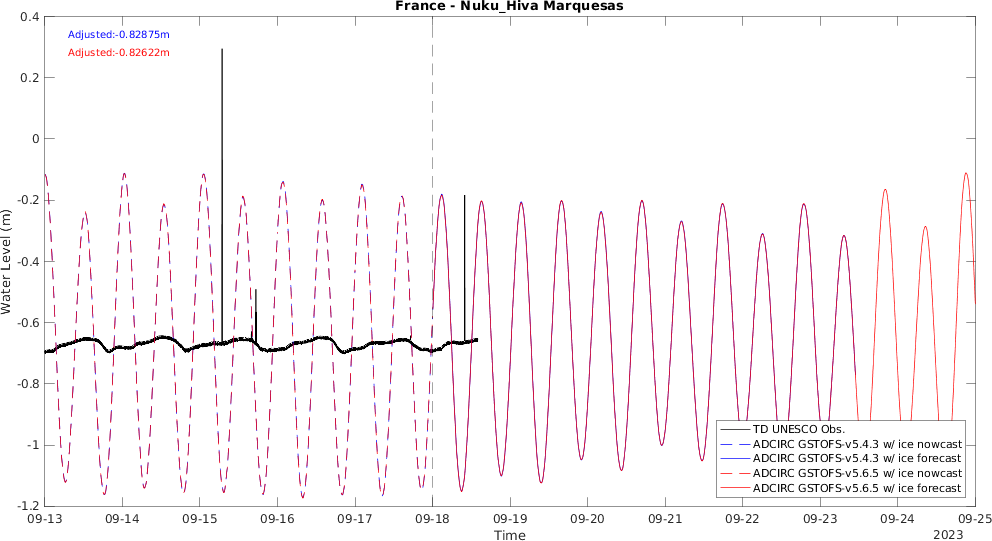 France - Nuku_Hiva Marquesas
Adjusted:-0.82875m
Adjusted:-0.82622m
Water Level (m)
0.4
0.2
0
-0.2
-0.4
-0.6
-0.8
-1
-1.2
TD UNESCO Obs.
ADCIRC GSTOFS-v5.4.3 w/ ice nowcast
ADCIRC GSTOFS-v5.4.3 w/ ice forecast
ADCIRC GSTOFS-v5.6.5 w/ ice nowcast
ADCIRC GSTOFS-v5.6.5 w/ ice forecast
09-13 09-14 09-15 09-16 09-17 09-18 09-19 09-20 09-21 09-22 09-23 09-24 09-25
Time
2023